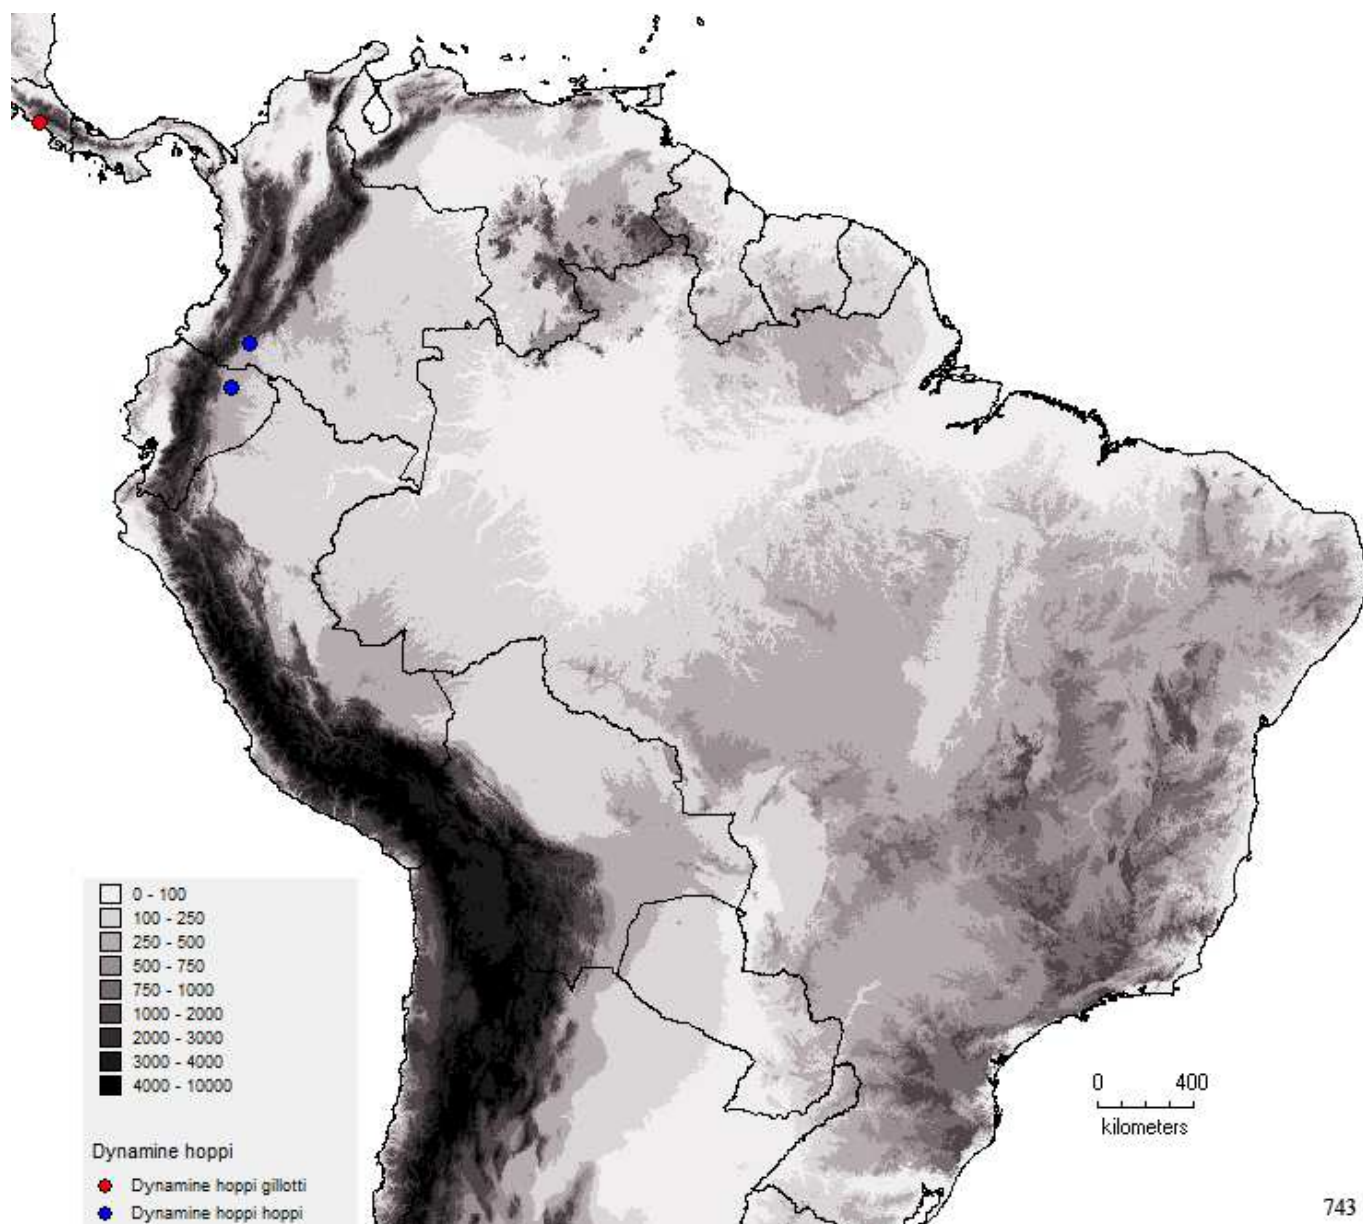 0 - 100
100 - 250
250 - 500
500 - 750
750 - 1000
1000 - 2000
2000 - 3000
3000 - 4000
4000 - 10000
Dynamine hoppi
Dynamine hoppi gillotti
Dynamine hoppi hoppi
0 400
kilometers
743